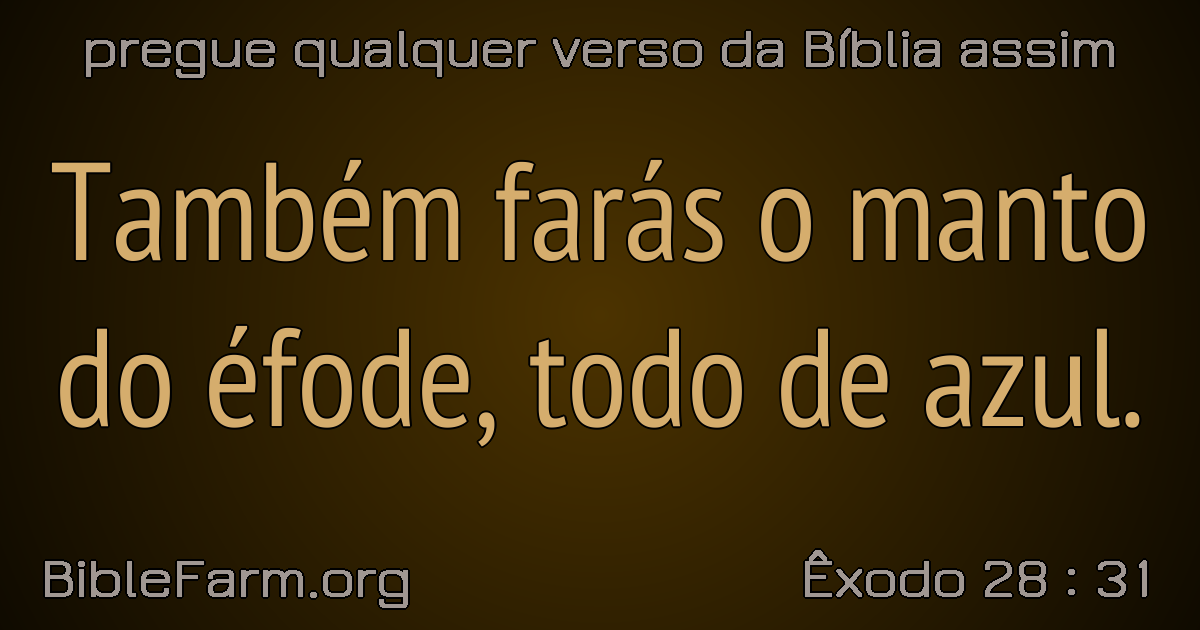 pregue qualquer verso da Bíblia assim
Também farás o manto
do éfode, todo de azul.
BibleFarm.org
Êxodo 28 : 31